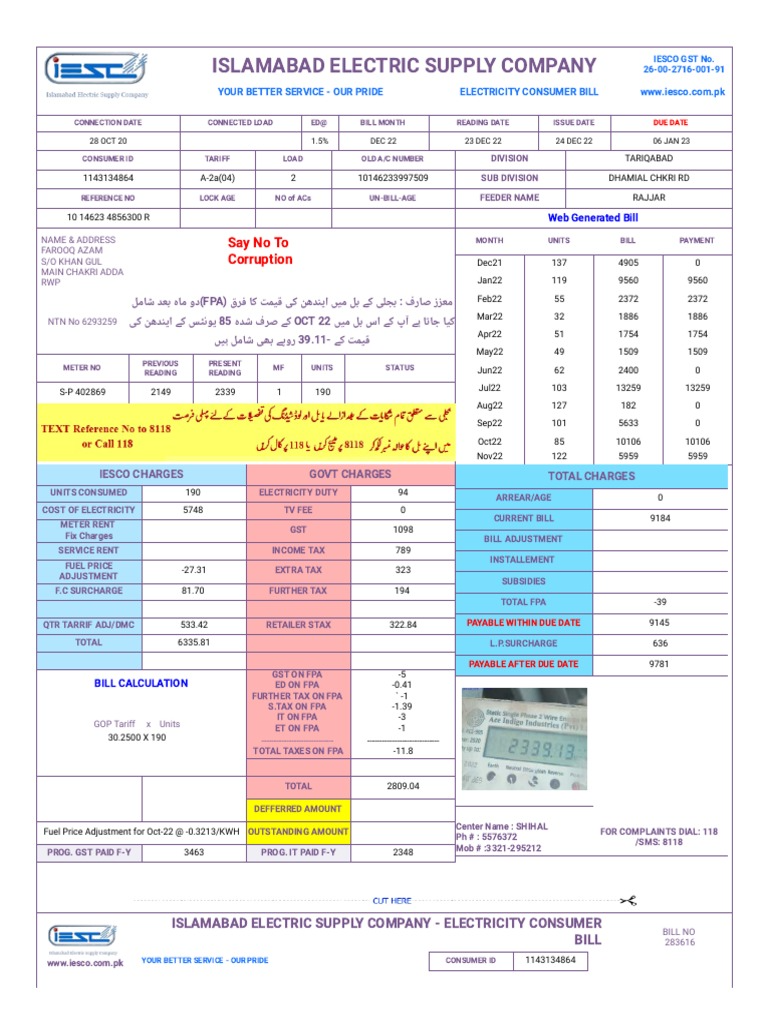 iESCO
Islamabad Electric Supply Company
ISLAMABAD ELECTRIC SUPPLY COMPANY
YOUR BETTER SERVICE - OUR PRIDE ELECTRICITY CONSUMER BILL
IESCO GST No.
26-00-2716-001-91
www.iesco.com.pk
CONNECTION DATE CONNECTED LOAD ED@ BILL MONTH READING DATE ISSUE DATE DUE DATE
28 OCT 20 1.5% DEC 22 23 DEC 22 24 DEC 22 06 JAN 23
CONSUMER ID TARIFF LOAD OLD A/C NUMBER DIVISION TARIQABAD
1143134864 A-2a(04) 2 10146233997509 SUB DIVISION DHAMIAL CHKRI RD
REFERENCE NO LOCK AGE NO of ACs UN-BILL-AGE FEEDER NAME RAJJAR
10 14623 4856300 R Web Generated Bill
NAME & ADDRESS
FAROOQ AZAM
S/O KHAN GUL
MAIN CHAKRI ADDA
RWP
Say No To
Corruption
معزز صارف : بجلی کے بل میں ایندھن کی قیمت کا فرق (FPA)دو ماہ بعد شامل
NTN No 6293259
کیا جاتا ہے آپ کے اس بل میں OCT 22 کے صرف شدہ 85 یونٹس کے ایندھن کی
قیمت کے -39.11 روپے بھی شامل ہیں
METER NO PREVIOUS READING PRESENT READING MF UNITS STATUS
S-P 402869 2149 2339 1 190
MONTH UNITS BILL PAYMENT
Dec21 137 4905 0
Jan22 119 9560 9560
Feb22 55 2372 2372
Mar22 32 1886 1886
Apr22 51 1754 1754
May22 49 1509 1509
Jun22 62 2400 0
Jul22 103 13259 13259
Aug22 127 182 0
Sep22 101 5633 0
Oct22 85 10106 10106
Nov22 122 5959 5959
بجلی سے متعلق تمام شکایات کے جلد ازالے یا بل اور لوڈشیڈنگ کی تفصیلات کے لئے پہلی فرصت
TEXT Reference No to 8118
or Call 118
میں اپنے بل کا حوالہ نمبر لکھ کر 8118 پر میسج کریں یا 118 پر کال کریں
IESCO CHARGES GOVT CHARGES TOTAL CHARGES
UNITS CONSUMED 190 ELECTRICITY DUTY 94
COST OF ELECTRICITY 5748 TV FEE 0
METER RENT
Fix Charges
GST 1098
SERVICE RENT INCOME TAX 789
FUEL PRICE
ADJUSTMENT -27.31 EXTRA TAX 323
F.C SURCHARGE 81.70 FURTHER TAX 194
QTR TARRIF ADJ/DMC 533.42 RETAILER STAX 322.84
TOTAL 6335.81
ARREAR/AGE 0
CURRENT BILL 9184
BILL ADJUSTMENT
INSTALLEMENT
SUBSIDIES
TOTAL FPA -39
PAYABLE WITHIN DUE DATE 9145
L.P.SURCHARGE 636
PAYABLE AFTER DUE DATE 9781
BILL CALCULATION
GOP Tariff x Units
30.2500 X 190
GST ON FPA -5
ED ON FPA -0.41
FURTHER TAX ON FPA ` -1
S.TAX ON FPA -1.39
IT ON FPA -3
ET ON FPA -1
TOTAL TAXES ON FPA -11.8
TOTAL 2809.04
DEFFERRED AMOUNT
Fuel Price Adjustment for Oct-22 @ -0.3213/KWH OUTSTANDING AMOUNT
PROG. GST PAID F-Y 3463 PROG. IT PAID F-Y 2348
Static Single Phase 2 Wire
Ace Indigo Industries (Pvt)
2339.13
Center Name : SHIHAL
Ph # : 5576372
Mob # :3321-295212
FOR COMPLAINTS DIAL: 118
/SMS: 8118
CUT HERE
iESCO
Islamabad electric supply company
www.iesco.com.pk
ISLAMABAD ELECTRIC SUPPLY COMPANY - ELECTRICITY CONSUMER
BILL
BILL NO
283616
YOUR BETTER SERVICE - OUR PRIDE CONSUMER ID 1143134864